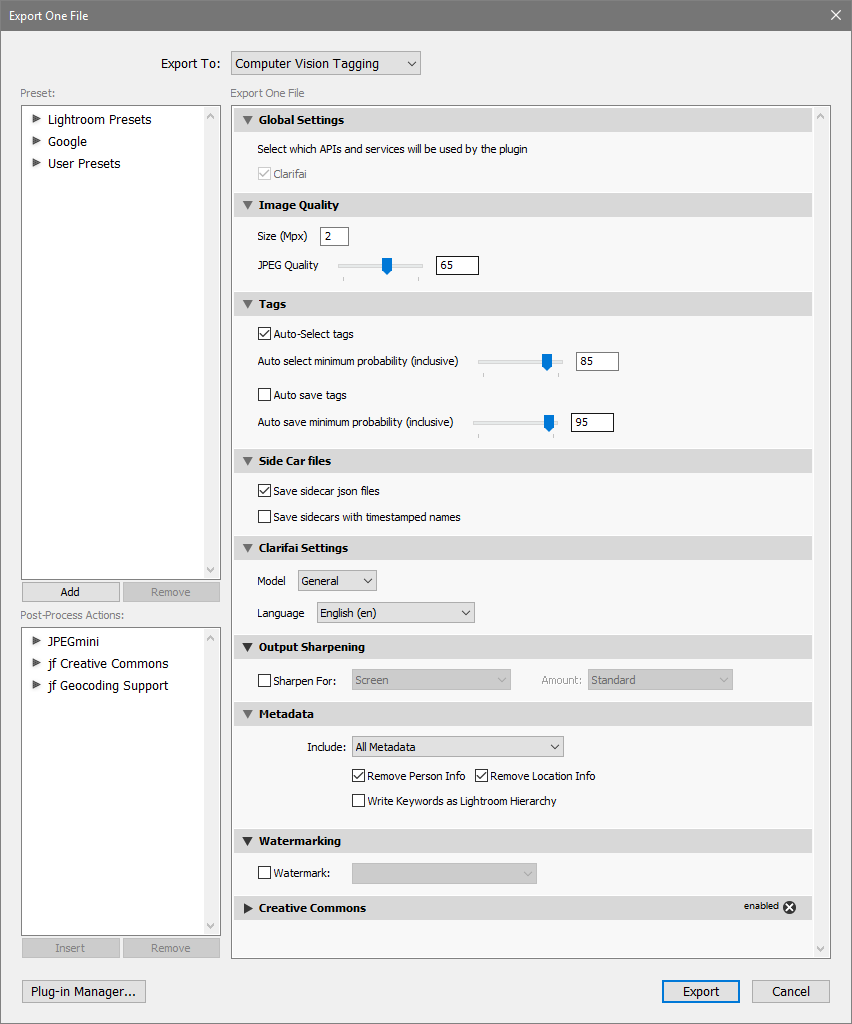 Export One File
Export To: Computer Vision Tagging
Preset:
Lightroom Presets
Google
User Presets
Add Remove
Post-Process Actions:
JPEGmini
jf Creative Commons
jf Geocoding Support
Insert Remove
Export One File
Global Settings
Select which APIs and services will be used by the plugin
Clarifai
Image Quality
Size (Mpx) 2
JPEG Quality 65
Tags
Auto-Select tags
Auto select minimum probability (inclusive) 85
Auto save tags
Auto save minimum probability (inclusive) 95
Side Car files
Save sidecar json files
Save sidecars with timestamped names
Clarifai Settings
Model General
Language English (en)
Output Sharpening
Sharpen For: Screen Amount: Standard
Metadata
Include: All Metadata
Remove Person Info Remove Location Info
Write Keywords as Lightroom Hierarchy
Watermarking
Watermark:
Creative Commons enabled
Plug-in Manager... Export Cancel